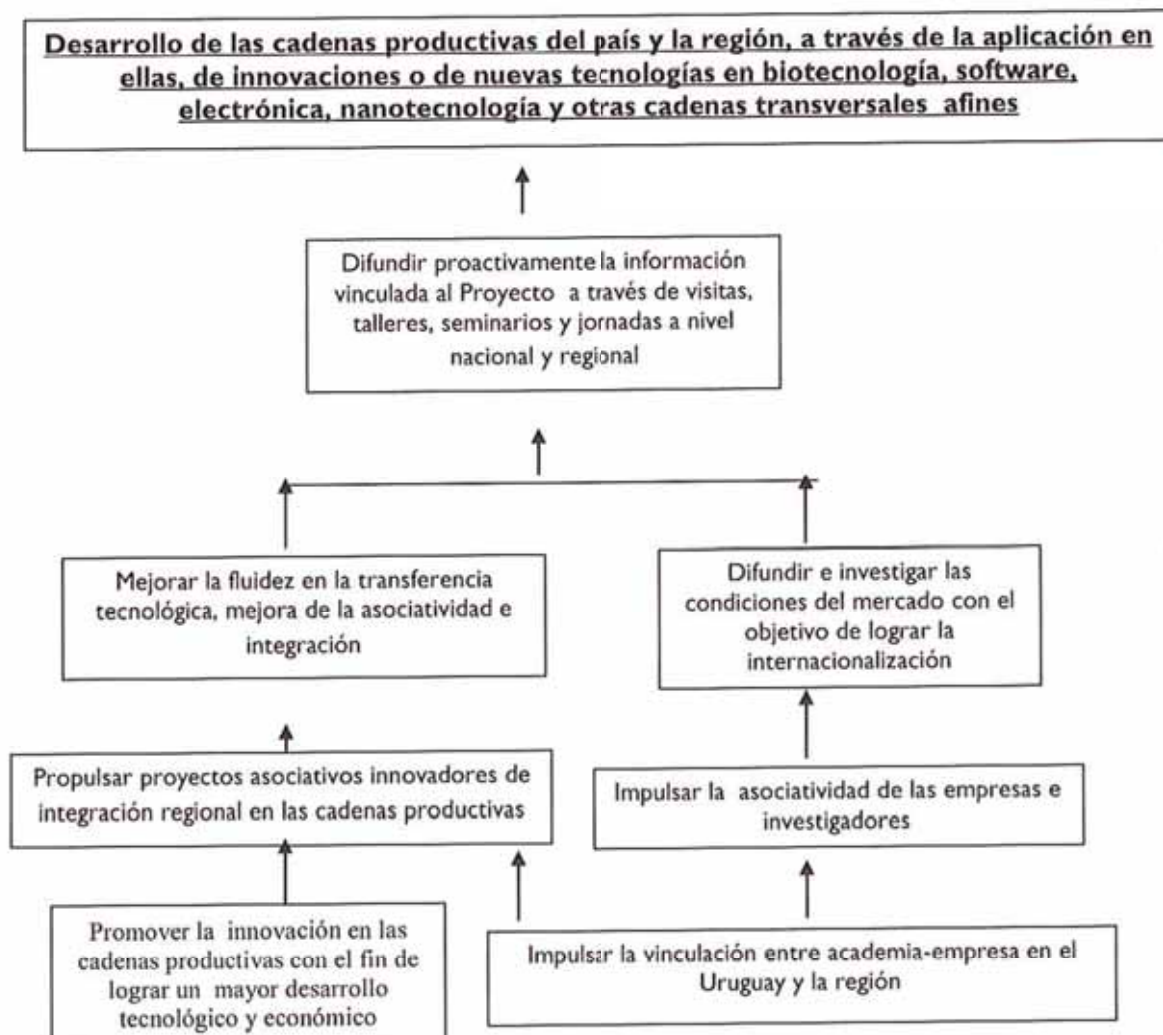 Desarrollo de las cadenas productivas del país y la región, a través de la aplicación en
ellas, de innovaciones o de nuevas tecnologías en biotecnología, software,
electrónica, nanotecnología y otras cadenas transversales afines
Difundir proactivamente la información
vinculada al Proyecto a través de visitas,
talleres, seminarios y jornadas a nivel
nacional y regional
Mejorar la fluidez en la transferencia
tecnológica, mejora de la asociatividad e
integración
Difundir e investigar las
condiciones del mercado con el
objetivo de lograr la
internacionalización
Propulsar proyectos asociativos innovadores de
integración regional en las cadenas productivas
Impulsar la asociatividad de las empresas e
investigadores
Promover la innovación en las
cadenas productivas con el fin de
lograr un mayor desarrollo
tecnológico y económico
Impulsar la vinculación entre academia-empresa en el
Uruguay y la región